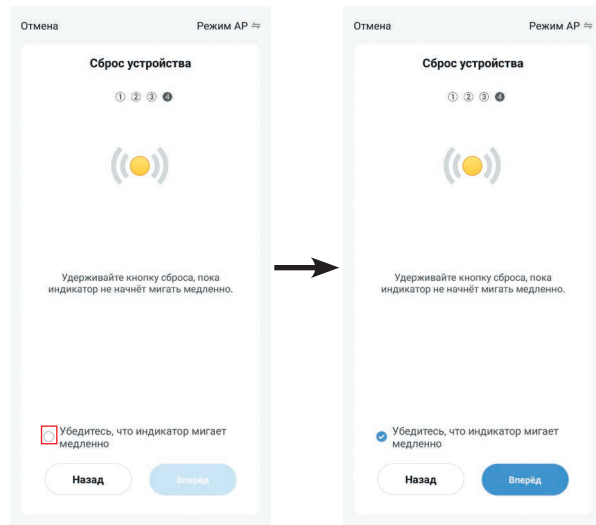 Отмена
Режим AP
Сброс устройства
① ② ③ ❹
Удерживайте кнопку сброса, пока
индикатор не начнёт мигать медленно.
Убедитесь, что индикатор мигает
медленно
Назад
Вперёд
Отмена
Режим AP
Сброс устройства
① ② ③ ❹
Удерживайте кнопку сброса, пока
индикатор не начнёт мигать медленно.
Убедитесь, что индикатор мигает
медленно
Назад
Вперёд